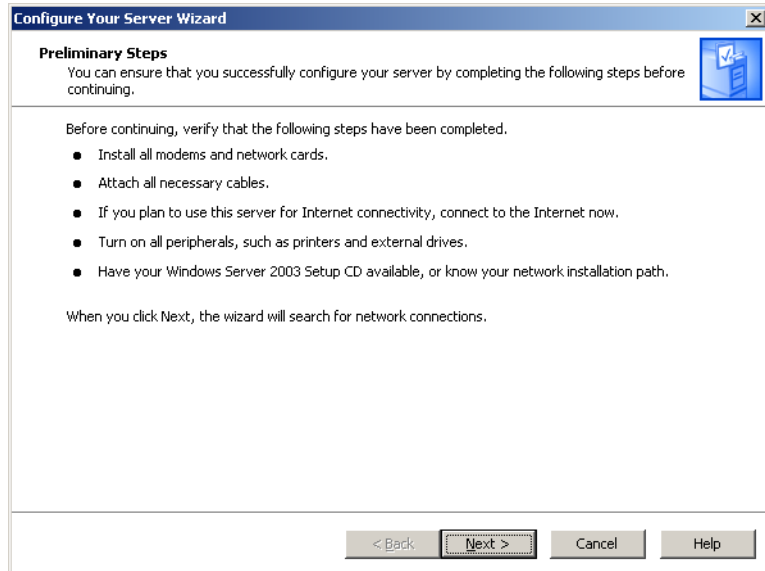 Configure Your Server Wizard
Preliminary Steps
You can ensure that you successfully configure your server by completing the following steps before
continuing.
Before continuing, verify that the following steps have been completed.
Install all modems and network cards.
Attach all necessary cables.
If you plan to use this server for Internet connectivity, connect to the Internet now.
Turn on all peripherals, such as printers and external drives.
Have your Windows Server 2003 Setup CD available, or know your network installation path.
When you click Next, the wizard will search for network connections.
< Back Next > Cancel Help